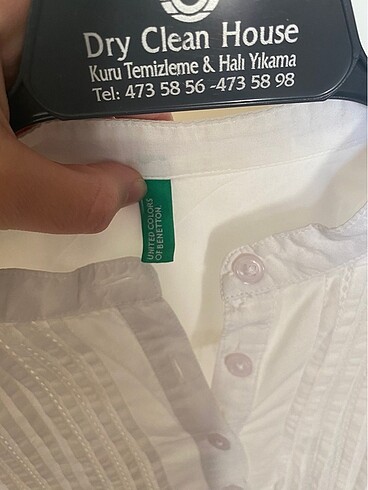 Dry Clean House
Kuru Temizleme & Halı Yıkama
Tel: 473 58 56 -473 58 98
UNITED COLORS
OF BENETTON.